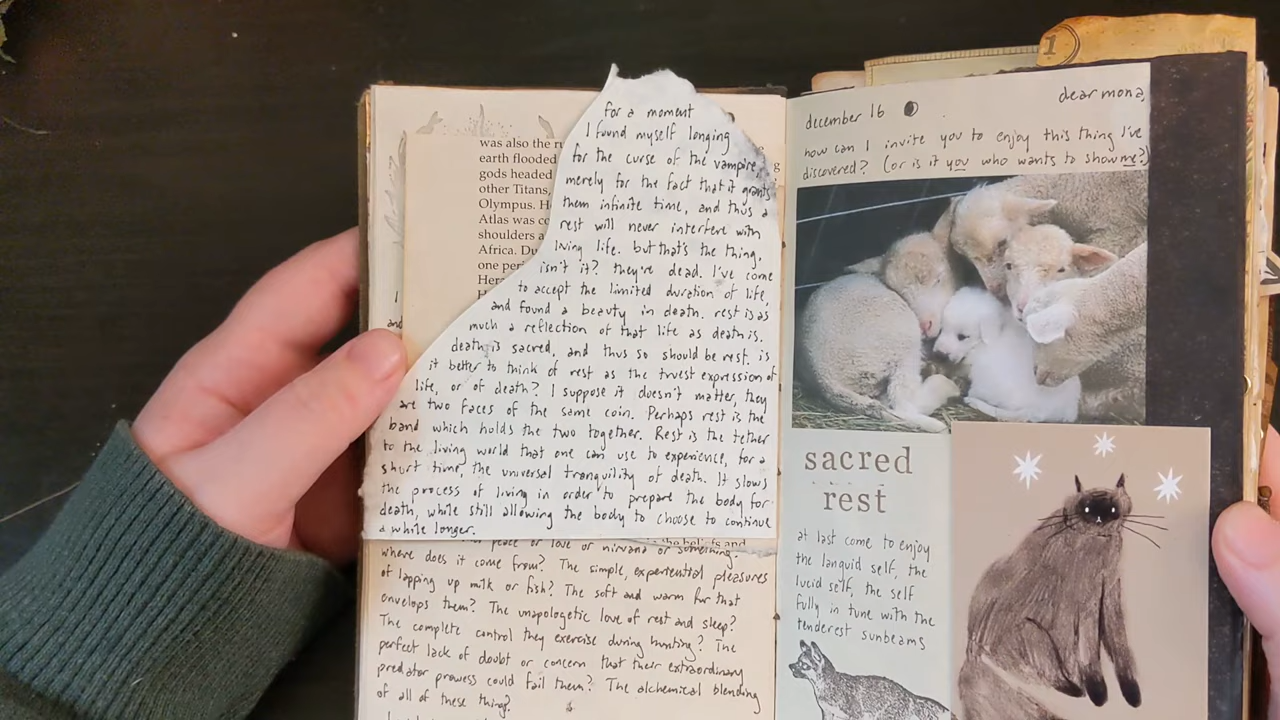 for a moment
I found myself longing
for the curse of the vampire,
merely for the fact that it grants
them infinite time, and thus a
rest will never interfere with
living life. but that's the thing,
isn't it? they're dead. I've come
to accept the limited duration of life,
and found a beauty in death. rest is as
much a reflection of that life as death is.
death is sacred, and thus so should be rest. is
it better to think of rest as the truest expression of
life, or of death? I suppose it doesn't matter, they
are two faces of the same coin. Perhaps rest is the
band which holds the two together. Rest is the tether
to the living world that one can use to experience, for a
short time, the universal tranquility of death. It slows
the process of living in order to prepare the body for
death, while still allowing the body to choose to continue
a while longer.
was also the
earth flooded
gods headed
other Titans,
Olympus. H
Atlas was co
shoulders a
Africa. Du
one peri
Hera
I
and
peace or love or nirvana or something.
where does it come from? The simple, experiential pleasures
of lapping up milk or fish? The soft and warm fur that
envelops them? The unapologetic love of rest and sleep?
The complete control they exercise during hunting? The
perfect lack of doubt or concern that their extraordinary
predator prowess could fail them? The alchemical blending
of all of these things?
december 16
dear mona,
how can I invite you to enjoy this thing I've
discovered? (or is it you who wants to show me?)
sacred
rest
at last come to enjoy
the languid self, the
lucid self, the self
fully in tune with the
tenderest sunbeams
1